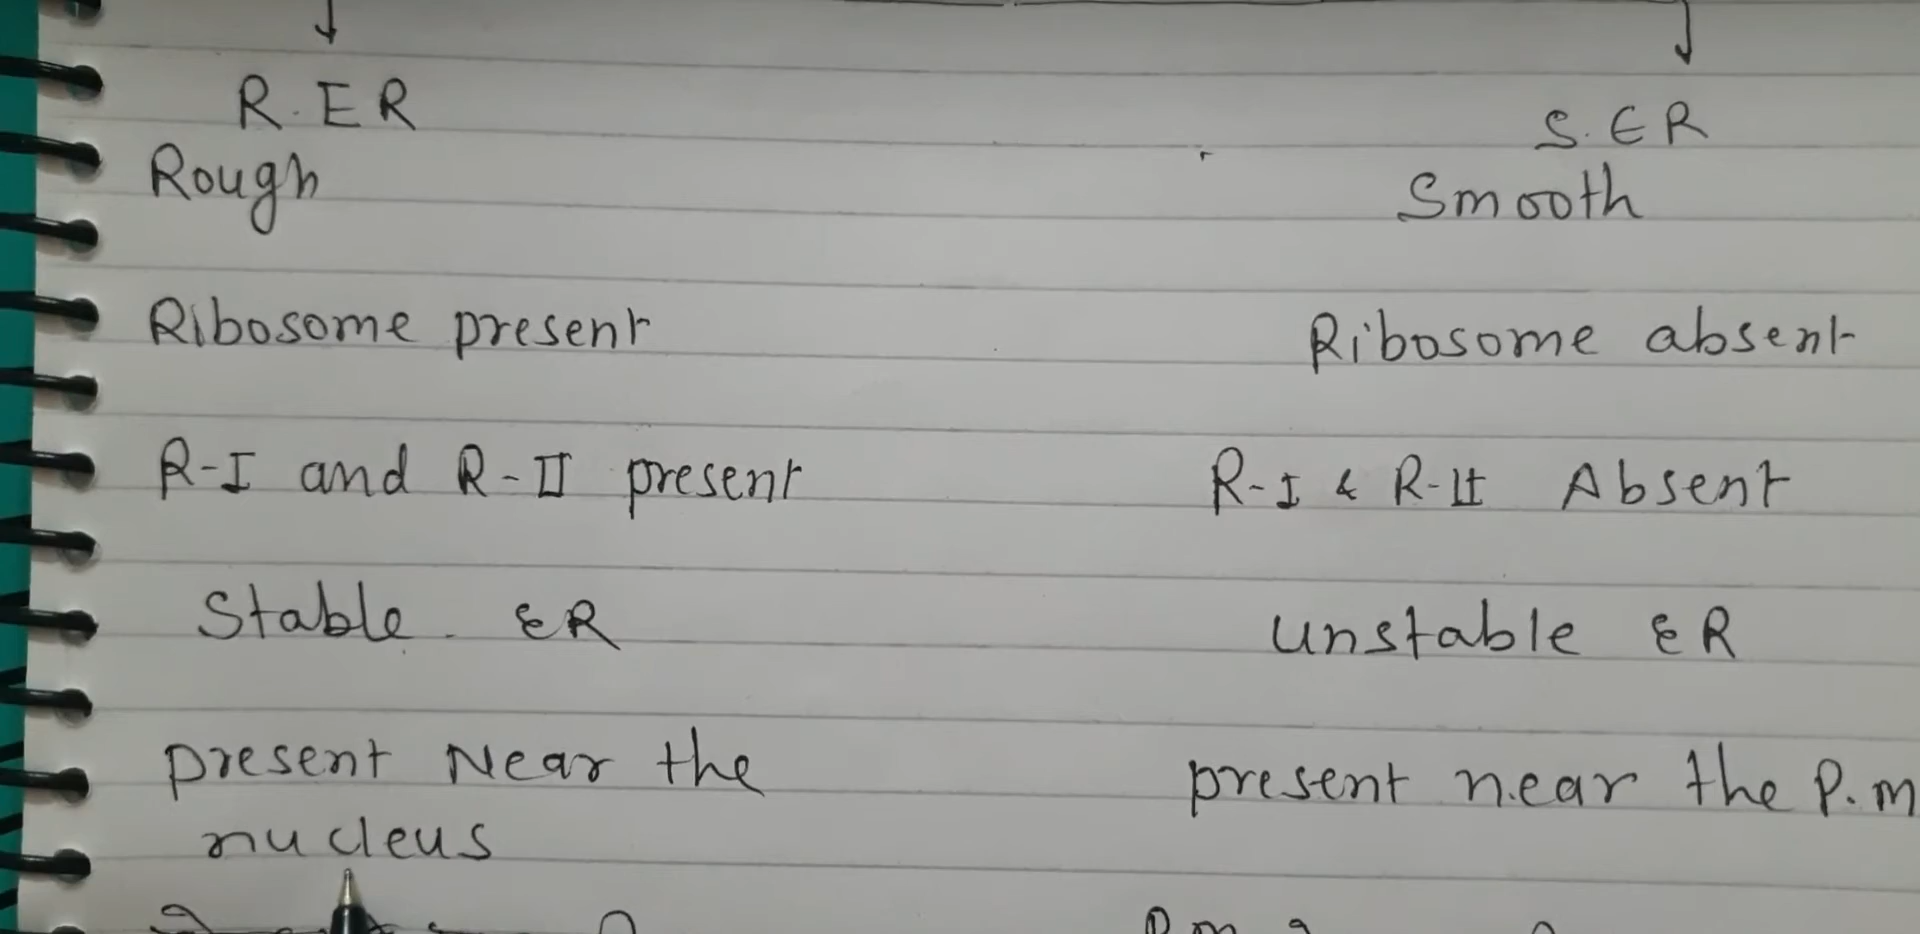 R.ER
S.ER
Rough
Smooth
Ribosome present
Ribosome absent
R-I and R-II present
R-I & R-II Absent
Stable ER
unstable ER
present Near the
present near the P.m
nucleus